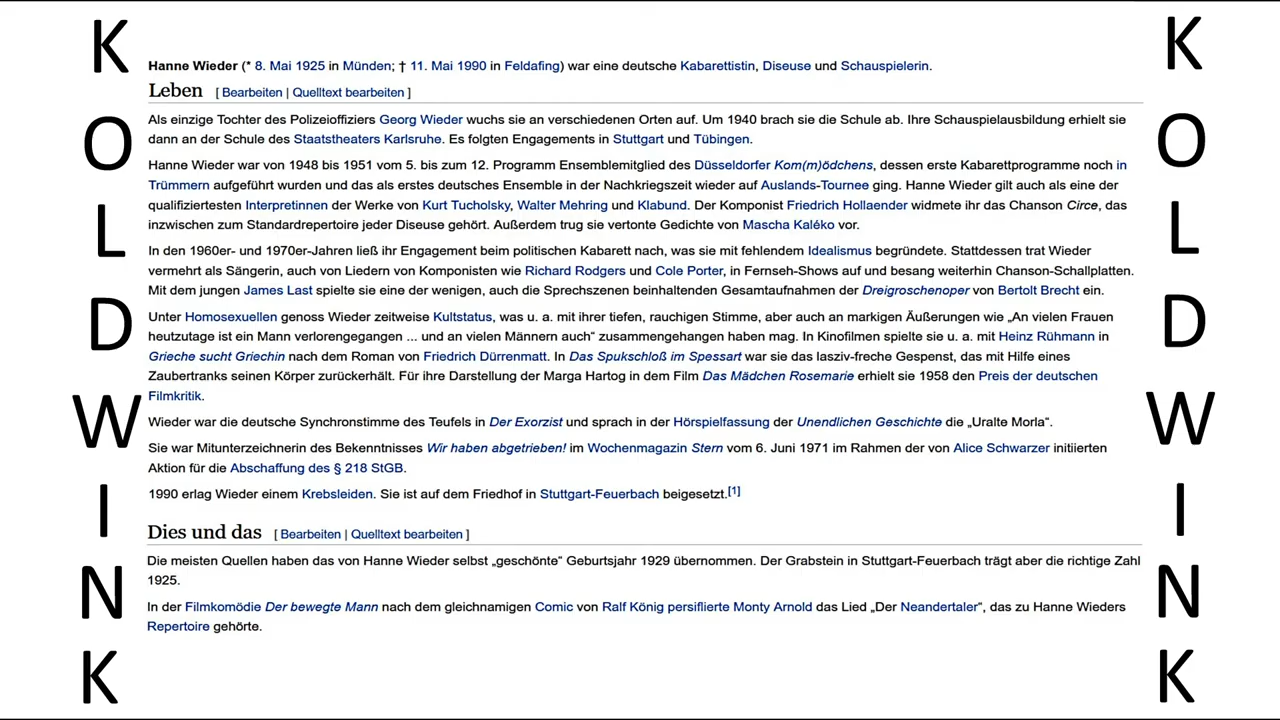 K
O
L
D
W
I
N
K
Hanne Wieder (* 8. Mai 1925 in Münden; † 11. Mai 1990 in Feldafing) war eine deutsche Kabarettistin, Diseuse und Schauspielerin.
Leben [ Bearbeiten | Quelltext bearbeiten ]
Als einzige Tochter des Polizeioffiziers Georg Wieder wuchs sie an verschiedenen Orten auf. Um 1940 brach sie die Schule ab. Ihre Schauspielausbildung erhielt sie
dann an der Schule des Staatstheaters Karlsruhe. Es folgten Engagements in Stuttgart und Tübingen.
Hanne Wieder war von 1948 bis 1951 vom 5. bis zum 12. Programm Ensemblemitglied des Düsseldorfer Kom(m)ödchens, dessen erste Kabarettprogramme noch in
Trümmern aufgeführt wurden und das als erstes deutsches Ensemble in der Nachkriegszeit wieder auf Auslands-Tournee ging. Hanne Wieder gilt auch als eine der
qualifiziertesten Interpretinnen der Werke von Kurt Tucholsky, Walter Mehring und Klabund. Der Komponist Friedrich Hollaender widmete ihr das Chanson Circe, das
inzwischen zum Standardrepertoire jeder Diseuse gehört. Außerdem trug sie vertonte Gedichte von Mascha Kaléko vor.
In den 1960er- und 1970er-Jahren ließ ihr Engagement beim politischen Kabarett nach, was sie mit fehlendem Idealismus begründete. Stattdessen trat Wieder
vermehrt als Sängerin, auch von Liedern von Komponisten wie Richard Rodgers und Cole Porter, in Fernseh-Shows auf und besang weiterhin Chanson-Schallplatten.
Mit dem jungen James Last spielte sie eine der wenigen, auch die Sprechszenen beinhaltenden Gesamtaufnahmen der Dreigroschenoper von Bertolt Brecht ein.
Unter Homosexuellen genoss Wieder zeitweise Kultstatus, was u. a. mit ihrer tiefen, rauchigen Stimme, aber auch an markigen Äußerungen wie „An vielen Frauen
heutzutage ist ein Mann verlorengegangen ... und an vielen Männern auch“ zusammengehangen haben mag. In Kinofilmen spielte sie u. a. mit Heinz Rühmann in
Grieche sucht Griechin nach dem Roman von Friedrich Dürrenmatt. In Das Spukschloß im Spessart war sie das lasziv-freche Gespenst, das mit Hilfe eines
Zaubertranks seinen Körper zurückerhält. Für ihre Darstellung der Marga Hartog in dem Film Das Mädchen Rosemarie erhielt sie 1958 den Preis der deutschen
Filmkritik.
Wieder war die deutsche Synchronstimme des Teufels in Der Exorzist und sprach in der Hörspielfassung der Unendlichen Geschichte die „Uralte Morla“.
Sie war Mitunterzeichnerin des Bekenntnisses Wir haben abgetrieben! im Wochenmagazin Stern vom 6. Juni 1971 im Rahmen der von Alice Schwarzer initiierten
Aktion für die Abschaffung des § 218 StGB.
1990 erlag Wieder einem Krebsleiden. Sie ist auf dem Friedhof in Stuttgart-Feuerbach beigesetzt.[1]
Dies und das [ Bearbeiten | Quelltext bearbeiten ]
Die meisten Quellen haben das von Hanne Wieder selbst „geschönte“ Geburtsjahr 1929 übernommen. Der Grabstein in Stuttgart-Feuerbach trägt aber die richtige Zahl
1925.
In der Filmkomödie Der bewegte Mann nach dem gleichnamigen Comic von Ralf König persiflierte Monty Arnold das Lied „Der Neandertaler“, das zu Hanne Wieders
Repertoire gehörte.
K
O
L
D
W
I
N
K